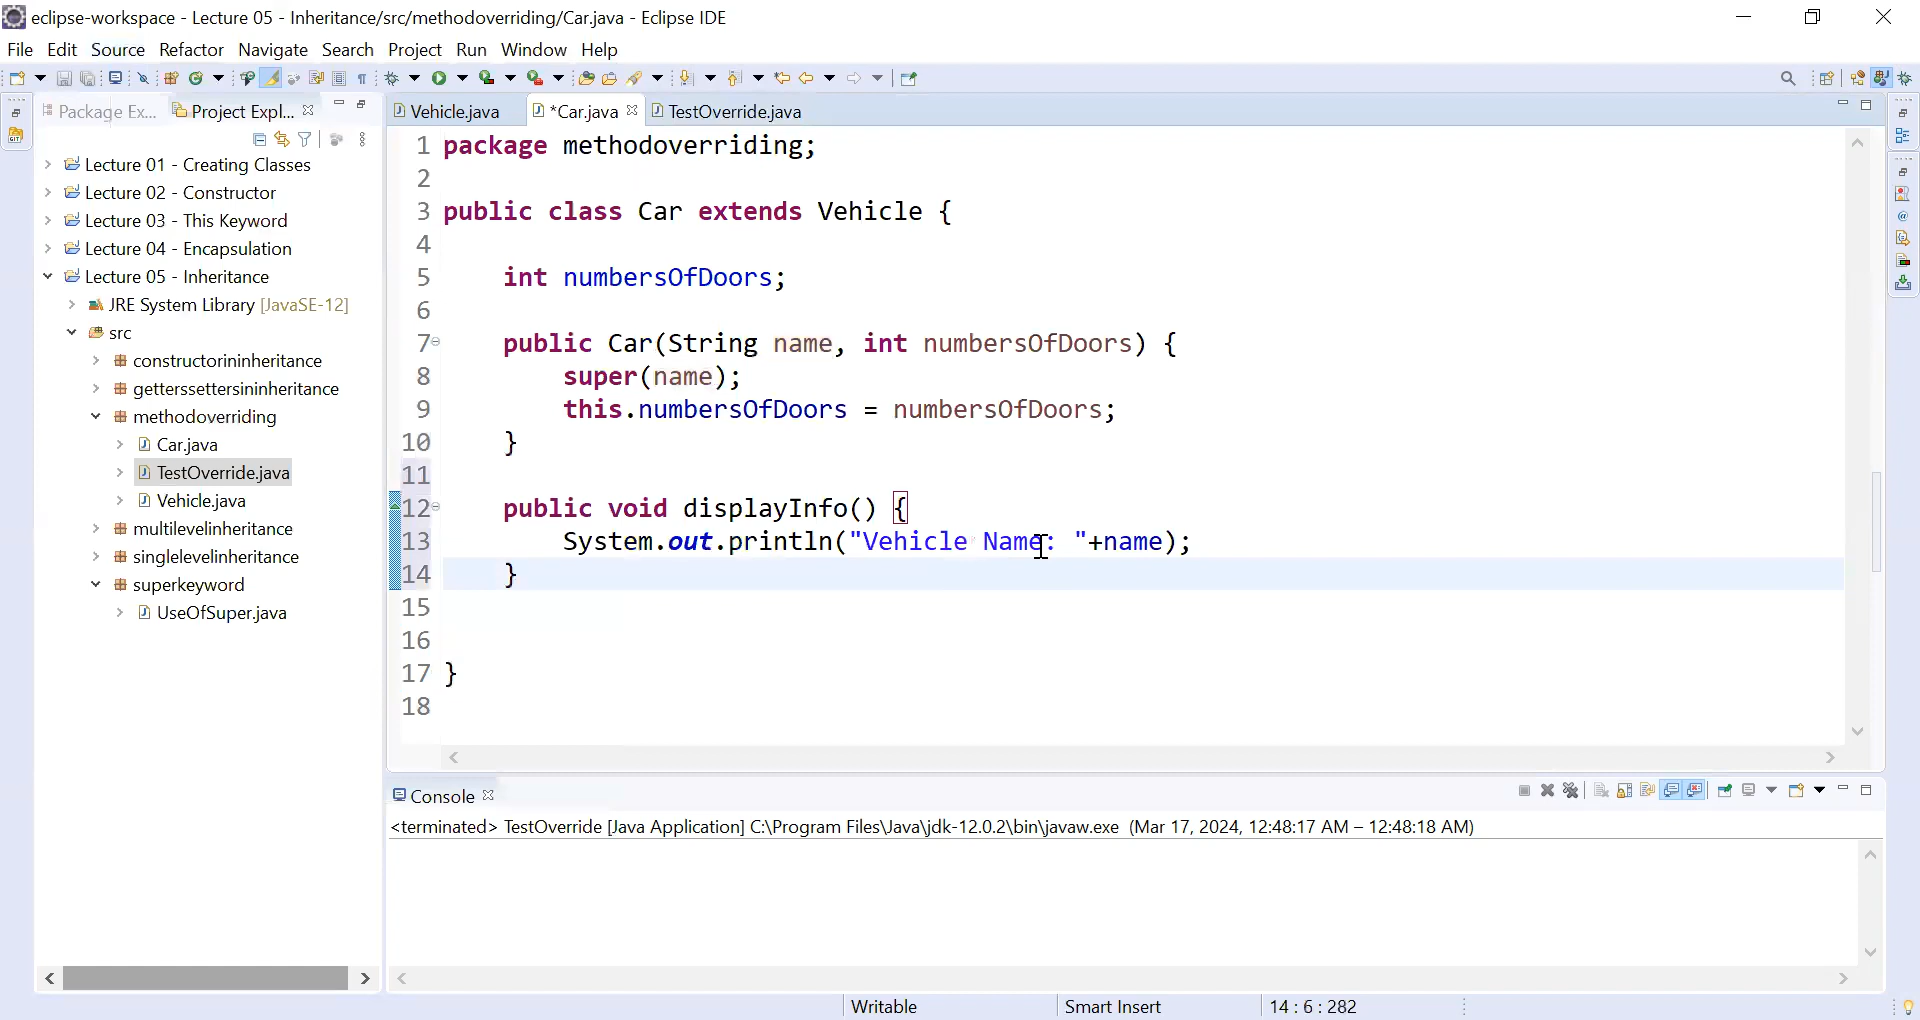 eclipse-workspace - Lecture 05 - Inheritance/src/methodoverriding/Car.java - Eclipse IDE
File Edit Source Refactor Navigate Search Project Run Window Help
Package Ex... Project Expl...
Vehicle.java *Car.java TestOverride.java
Lecture 01 - Creating Classes
Lecture 02 - Constructor
Lecture 03 - This Keyword
Lecture 04 - Encapsulation
Lecture 05 - Inheritance
JRE System Library [JavaSE-12]
src
constructorininheritance
getterssettersininheritance
methodoverriding
Car.java
TestOverride.java
Vehicle.java
multilevelinheritance
singlelevelinheritance
superkeyword
UseOfSuper.java
1 package methodoverriding;
2
3 public class Car extends Vehicle {
4
5 int numbersOfDoors;
6
7 public Car(String name, int numbersOfDoors) {
8 super(name);
9 this.numbersOfDoors = numbersOfDoors;
10 }
11
12 public void displayInfo() {
13 System.out.println("Vehicle Name: "+name);
14 }
15
16
17 }
18
Console
<terminated> TestOverride [Java Application] C:\Program Files\Java\jdk-12.0.2\bin\javaw.exe (Mar 17, 2024, 12:48:17 AM – 12:48:18 AM)
Writable Smart Insert 14 : 6 : 282